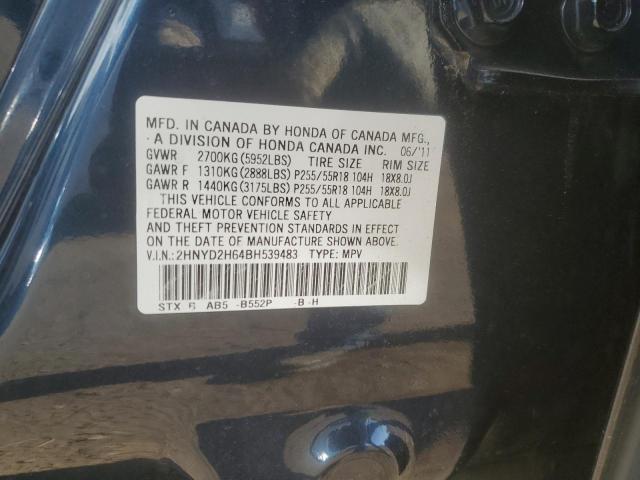 MFD. IN CANADA BY HONDA OF CANADA MFG.,
A DIVISION OF HONDA CANADA INC. 06/'11
GVWR 2700KG(5952LBS) TIRE SIZE RIM SIZE
GAWR F 1310KG(2888LBS) P255/55R18 104H 18X8.0J
GAWR R 1440KG(3175LBS) P255/55R18 104H 18X8.0J
THIS VEHICLE CONFORMS TO ALL APPLICABLE
FEDERAL MOTOR VEHICLE SAFETY
AND THEFT PREVENTION STANDARDS IN EFFECT
ON THE DATE OF MANUFACTURE SHOWN ABOVE.
V.I.N.:2HNYD2H64BH539483 TYPE: MPV
STX AB5 -B552P -B-H